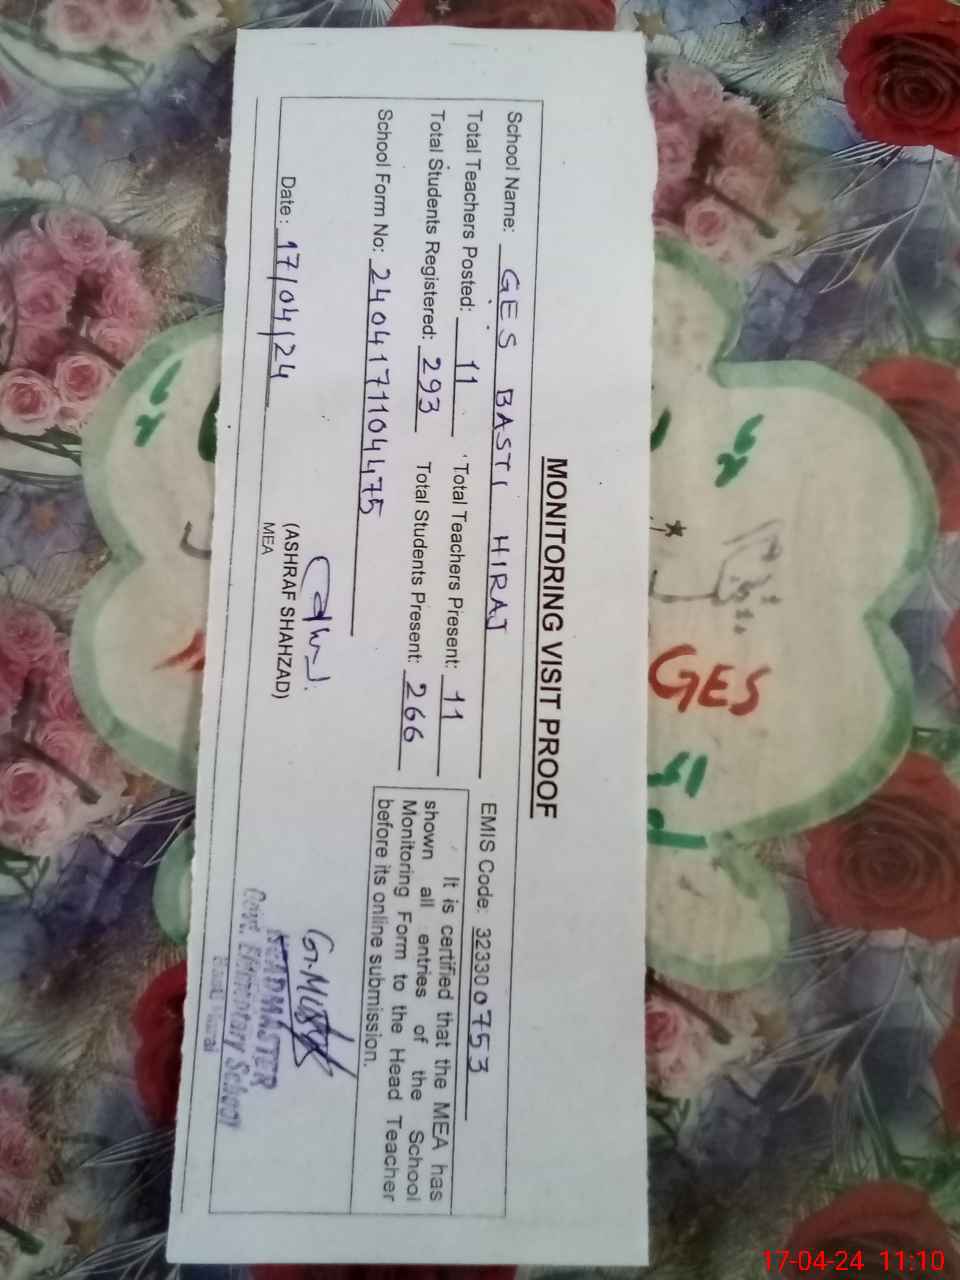 MONITORING VISIT PROOF
School Name: GES BASTI HIRAJ EMIS Code: 32330 0753
Total Teachers Posted: 11 Total Teachers Present: 11
Total Students Registered: 293 Total Students Present: 266
School Form No: 2404171104475
It is certified that the MEA has
shown all entries of the School
Monitoring Form to the Head Teacher
before its online submission.
Date: 17/04/24
(ASHRAF SHAHZAD)
MEA
HEADMASTER
Govt. Elementary School
GES
17-04-24 11:10